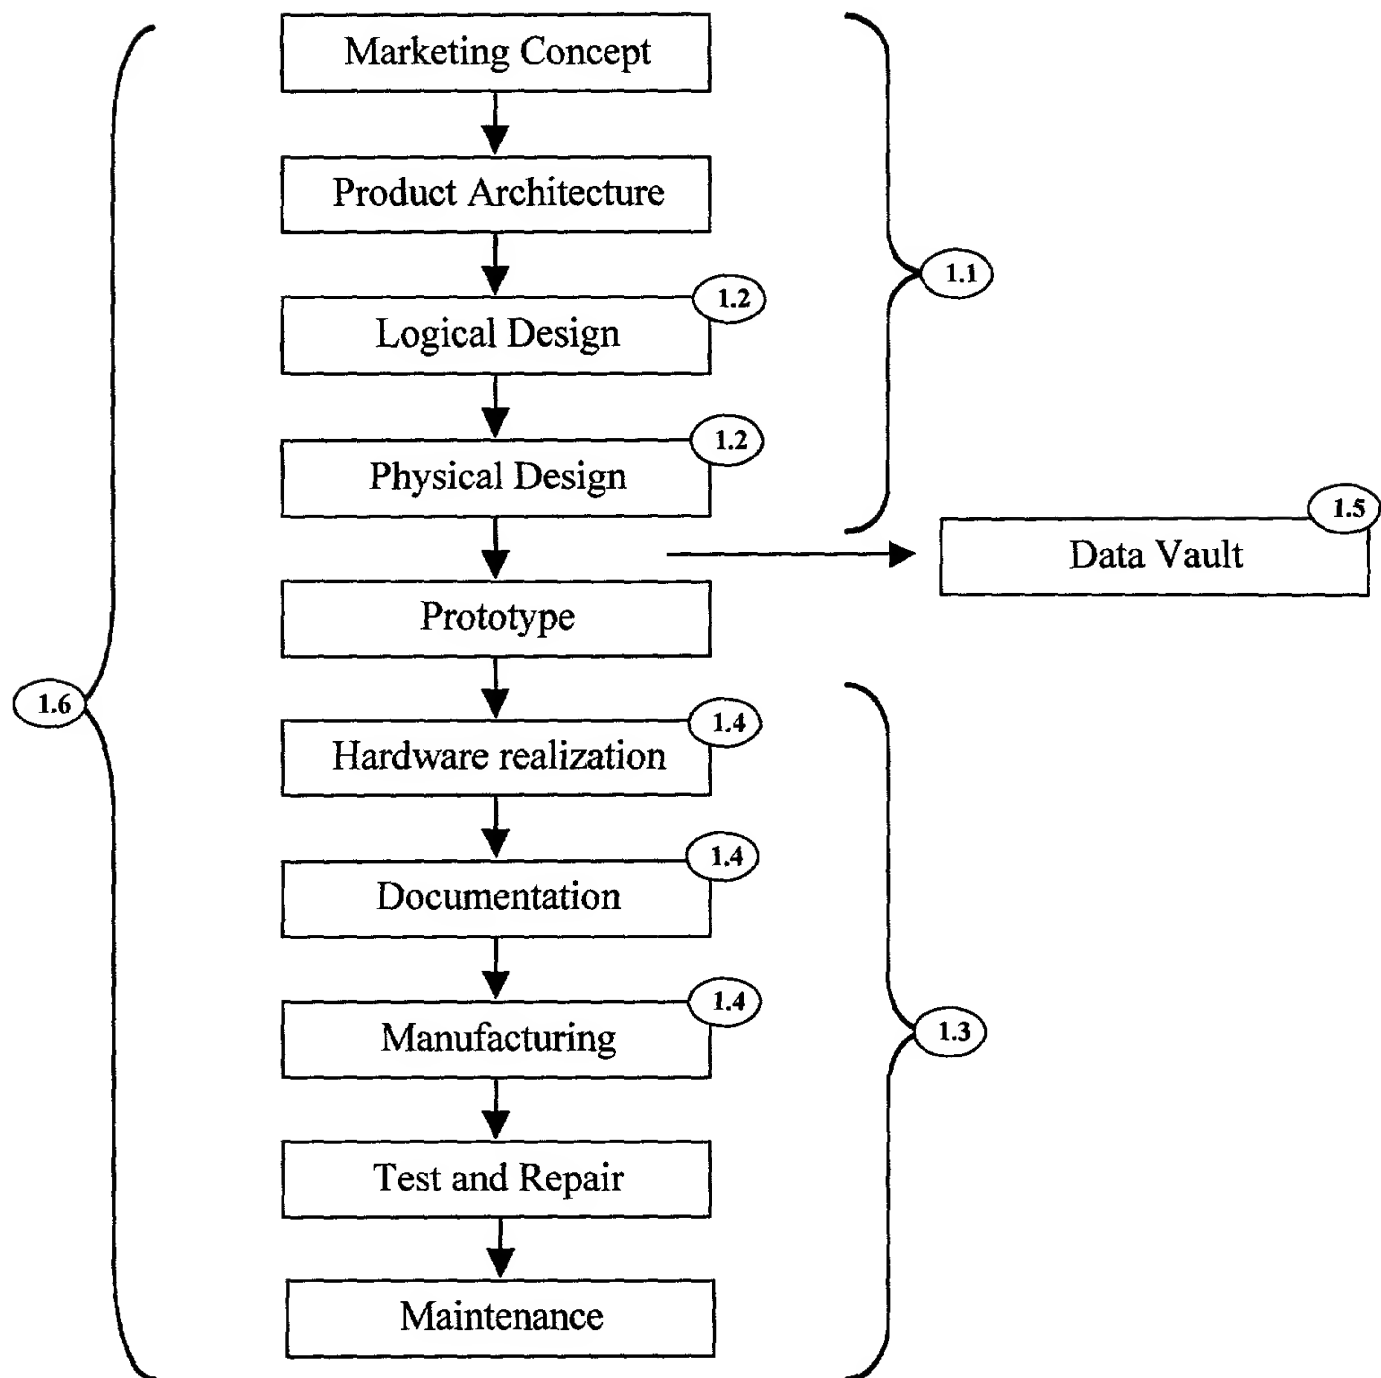 Marketing Concept
Product Architecture
1.1
1.2
Logical Design
1.2
Physical Design
1.5
Data Vault
Prototype
1.6
1.4
Hardware realization
1.4
Documentation
1.4
Manufacturing
1.3
Test and Repair
Maintenance